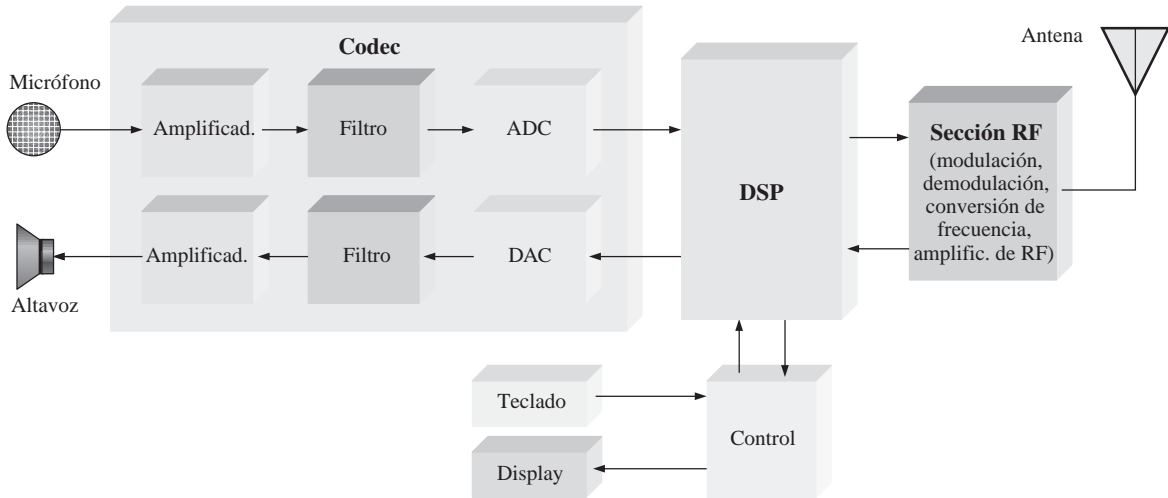 Codec
Antena
Micrófono
Amplificad.
Filtro
ADC
DSP
Sección RF
(modulación,
demodulación,
conversión de
frecuencia,
amplific. de RF)
Amplificad.
Filtro
DAC
Altavoz
Teclado
Control
Display